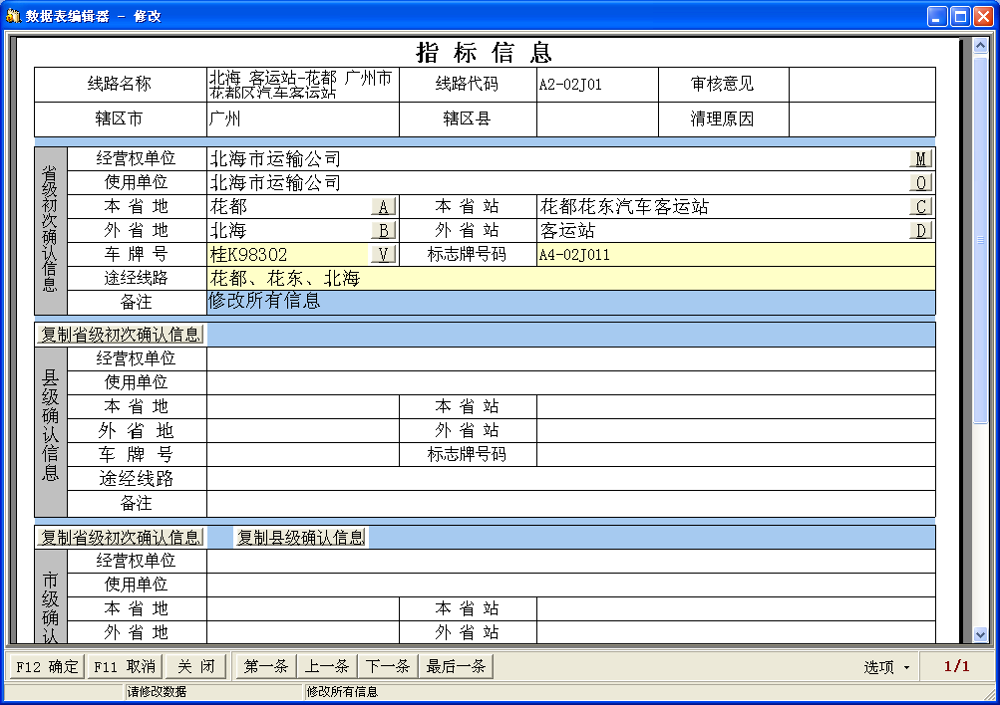 数据表编辑器 - 修改
指 标 信 息
线路名称 北海 客运站-花都 广州市花都区汽车客运站 线路代码 A2-02J01 审核意见
辖区市 广州 辖区县 清理原因
省级初次确认信息
经营权单位 北海市运输公司 M
使用单位 北海市运输公司 O
本 省 地 花都 A 本 省 站 花都花东汽车客运站 C
外 省 地 北海 B 外 省 站 客运站 D
车 牌 号 桂K98302 V 标志牌号码 A4-02J011
途经线路 花都、花东、北海
备注 修改所有信息
复制省级初次确认信息
县级确认信息
经营权单位
使用单位
本 省 地 本 省 站
外 省 地 外 省 站
车 牌 号 标志牌号码
途经线路
备注
复制省级初次确认信息 复制县级确认信息
市级确认
经营权单位
使用单位
本 省 地 本 省 站
外 省 地 外 省 站
F12 确定 F11 取消 关 闭 第一条 上一条 下一条 最后一条 选项 1/1
请修改数据 修改所有信息